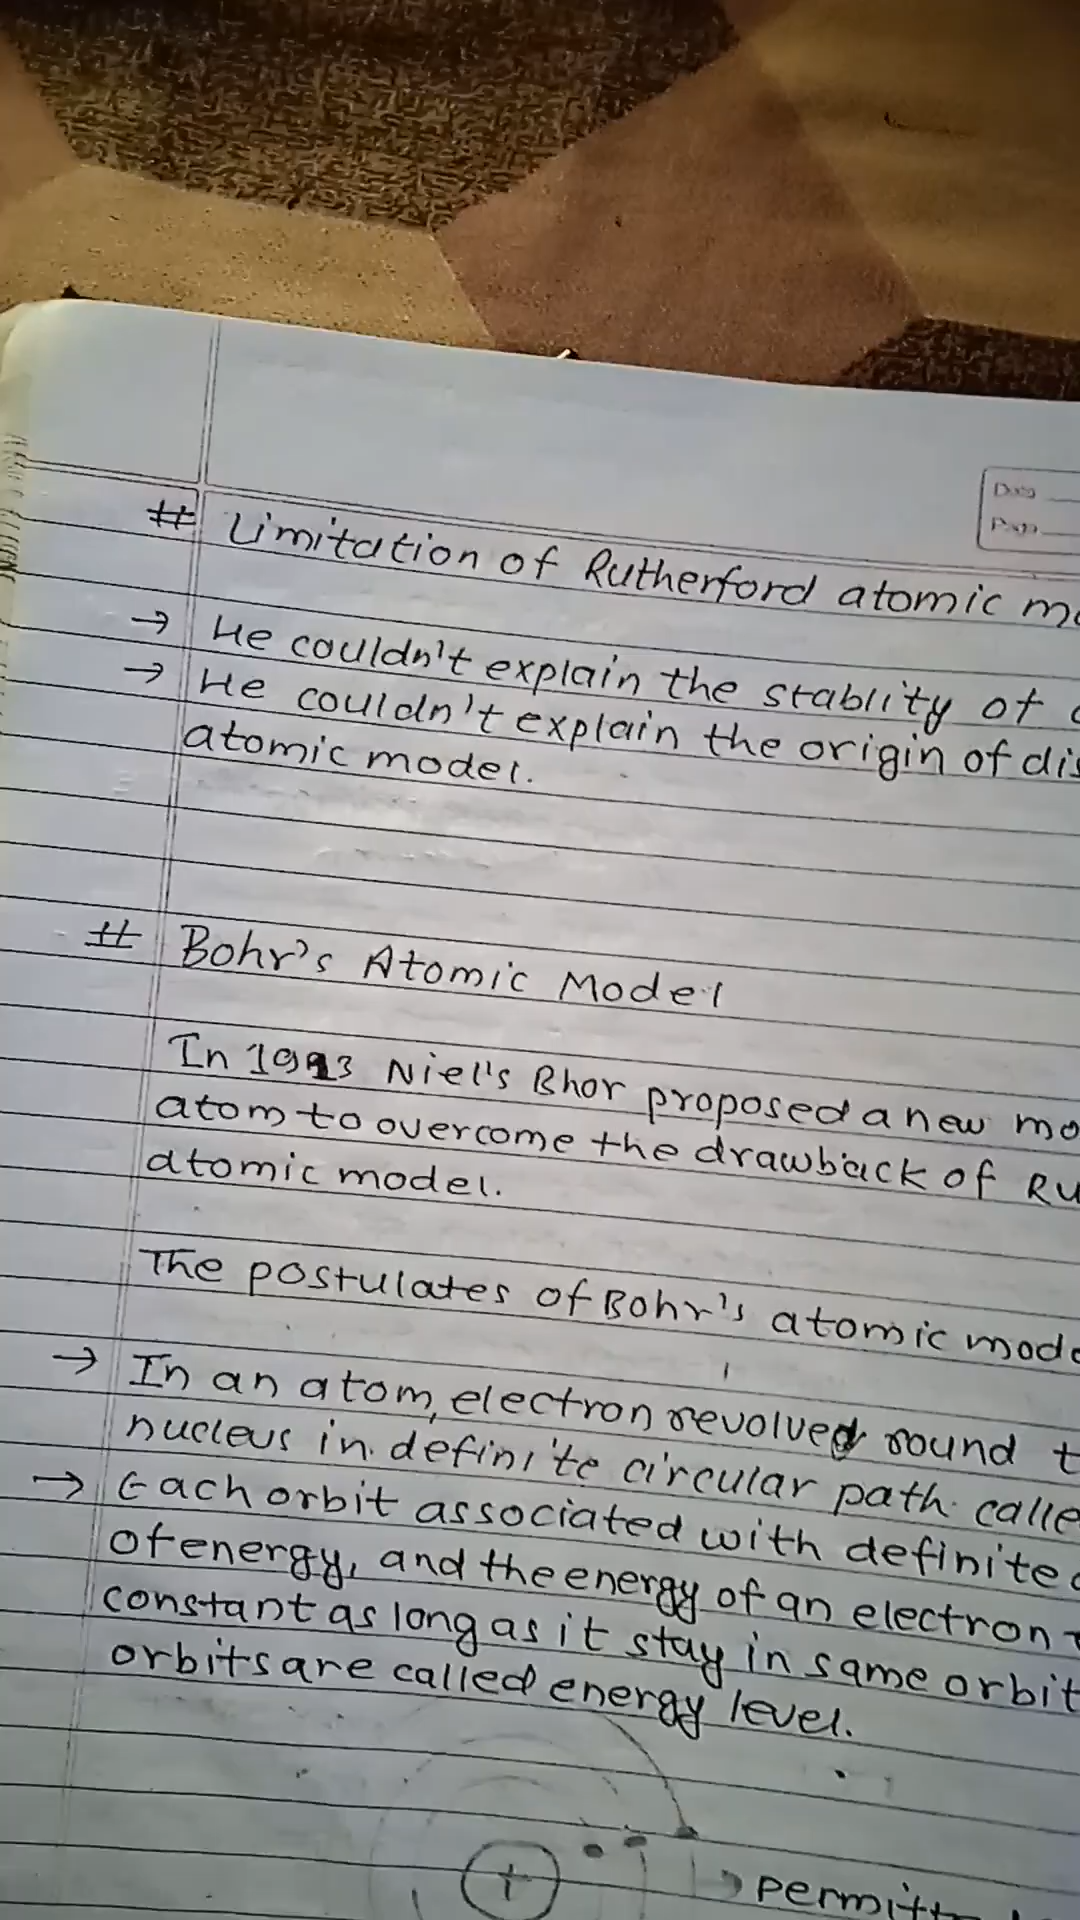 Date
Page
# Limitation of Rutherford atomic
→ He couldn't explain the stablity of
→ He couldn't explain the origin of
atomic model.
# Bohr's Atomic Model
In 1913 Niel's Bhor proposed a new
atom to overcome the drawback of
atomic model.
The postulates of Bohr's atomic
→ In an atom, electron revolved round
nucleus in definite circular path
→ Each orbit associated with definite
of energy, and the energy of an electron
constant as long as it stay in same orbit
orbits are called energy level.
+